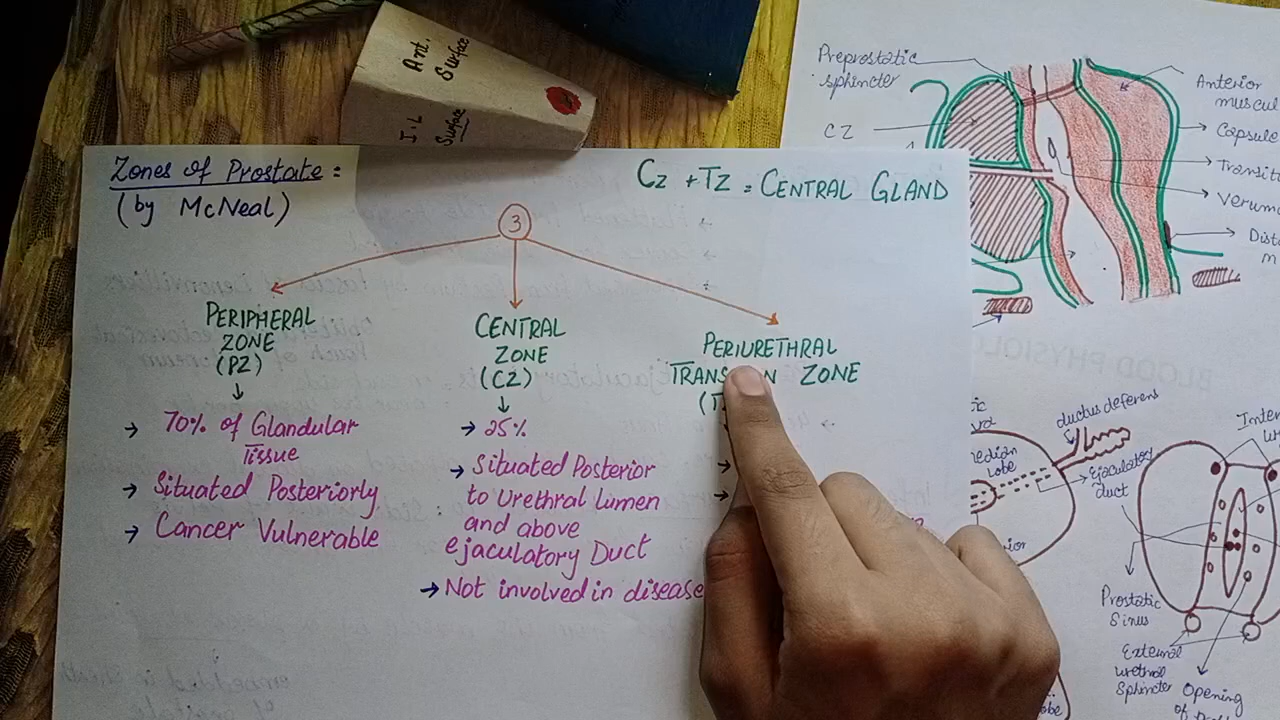 Ant.
Surface
I.L
Surface
Zones of Prostate :
(by McNeal)
CZ + TZ = CENTRAL GLAND
3
PERIPHERAL
ZONE
(PZ)
→ 70% of Glandular
Tissue
→ Situated Posteriorly
→ Cancer Vulnerable
CENTRAL
ZONE
(CZ)
→ 25%
→ Situated Posterior
to Urethral Lumen
and above
ejaculatory Duct
→ Not involved in disease
PERIURETHRAL
ZONE
Preprostatic
sphincter
CZ
Anterior
Capsule
ductus deferens
Ejaculatory
duct
Prostatic
Sinus
External
urethral
Sphincter
Opening